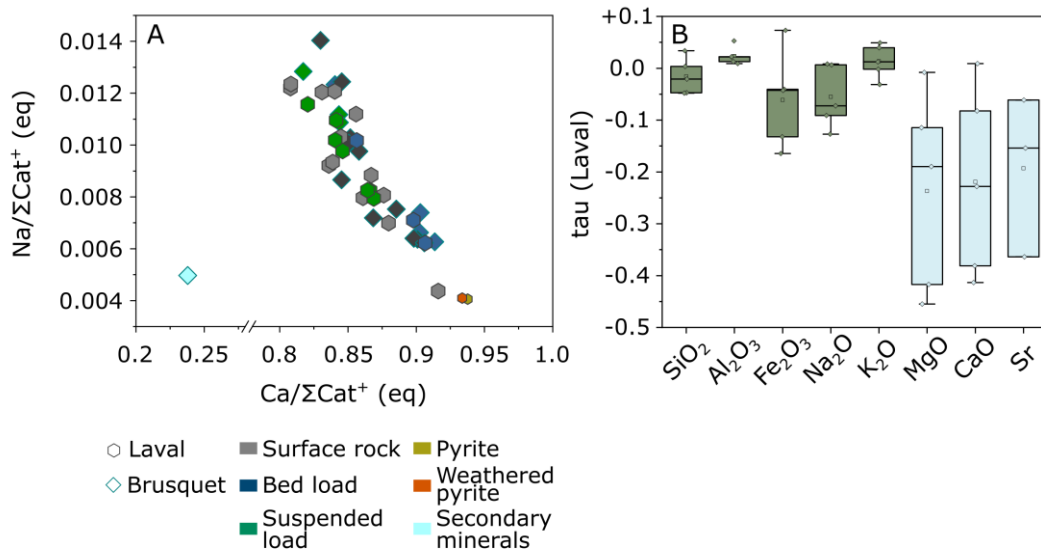 A
0.014
0.012
0.010
0.008
0.006
0.004
Na/ΣCat⁺ (eq)
0.2 0.25 0.8 0.85 0.9 0.95 1.0
Ca/ΣCat⁺ (eq)
B
+0.1
0.0
-0.1
-0.2
-0.3
-0.4
-0.5
tau (Laval)
SiO₂ Al₂O₃ Fe₂O₃ Na₂O K₂O MgO CaO Sr
Laval
Brusquet
Surface rock
Bed load
Suspended
load
Pyrite
Weathered
pyrite
Secondary
minerals